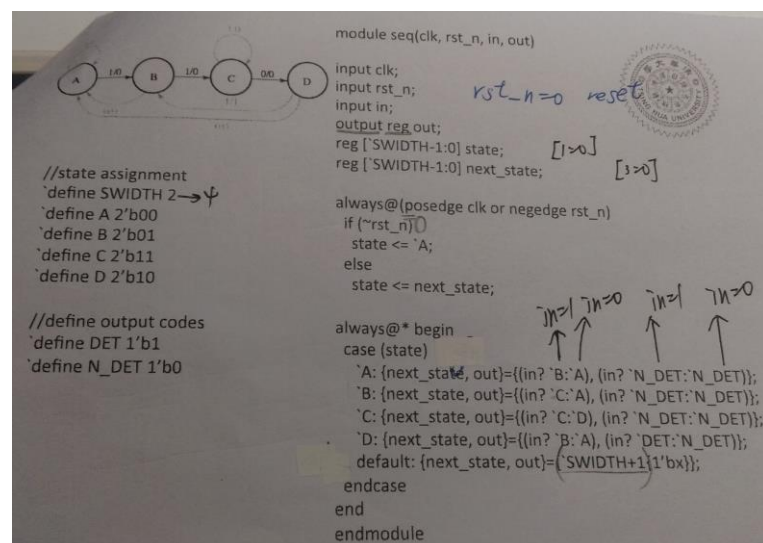 A 1/0 B 1/0 C 0/0 D
//state assignment
`define SWIDTH 2→4
`define A 2'b00
`define B 2'b01
`define C 2'b11
`define D 2'b10
//define output codes
`define DET 1'b1
`define N_DET 1'b0
module seq(clk, rst_n, in, out)
input clk;
input rst_n;
rst_n=0 reset
input in;
output reg out;
reg [`SWIDTH-1:0] state;
[1>0]
reg [`SWIDTH-1:0] next_state;
[3>0]
always@(posedge clk or negedge rst_n)
if (~rst_n)
state <= `A;
else
state <= next_state;
in=1 in=0 in=1 in=0
always@* begin
case (state)
`A: {next_state, out}={(in? `B:`A), (in? `N_DET:`N_DET)};
`B: {next_state, out}={(in? `C:`A), (in? `N_DET:`N_DET)};
`C: {next_state, out}={(in? `C:`D), (in? `N_DET:`N_DET)};
`D: {next_state, out}={(in? `B:`A), (in? `DET:`N_DET)};
default: {next_state, out}={`SWIDTH+1{1'bx}};
endcase
end
endmodule